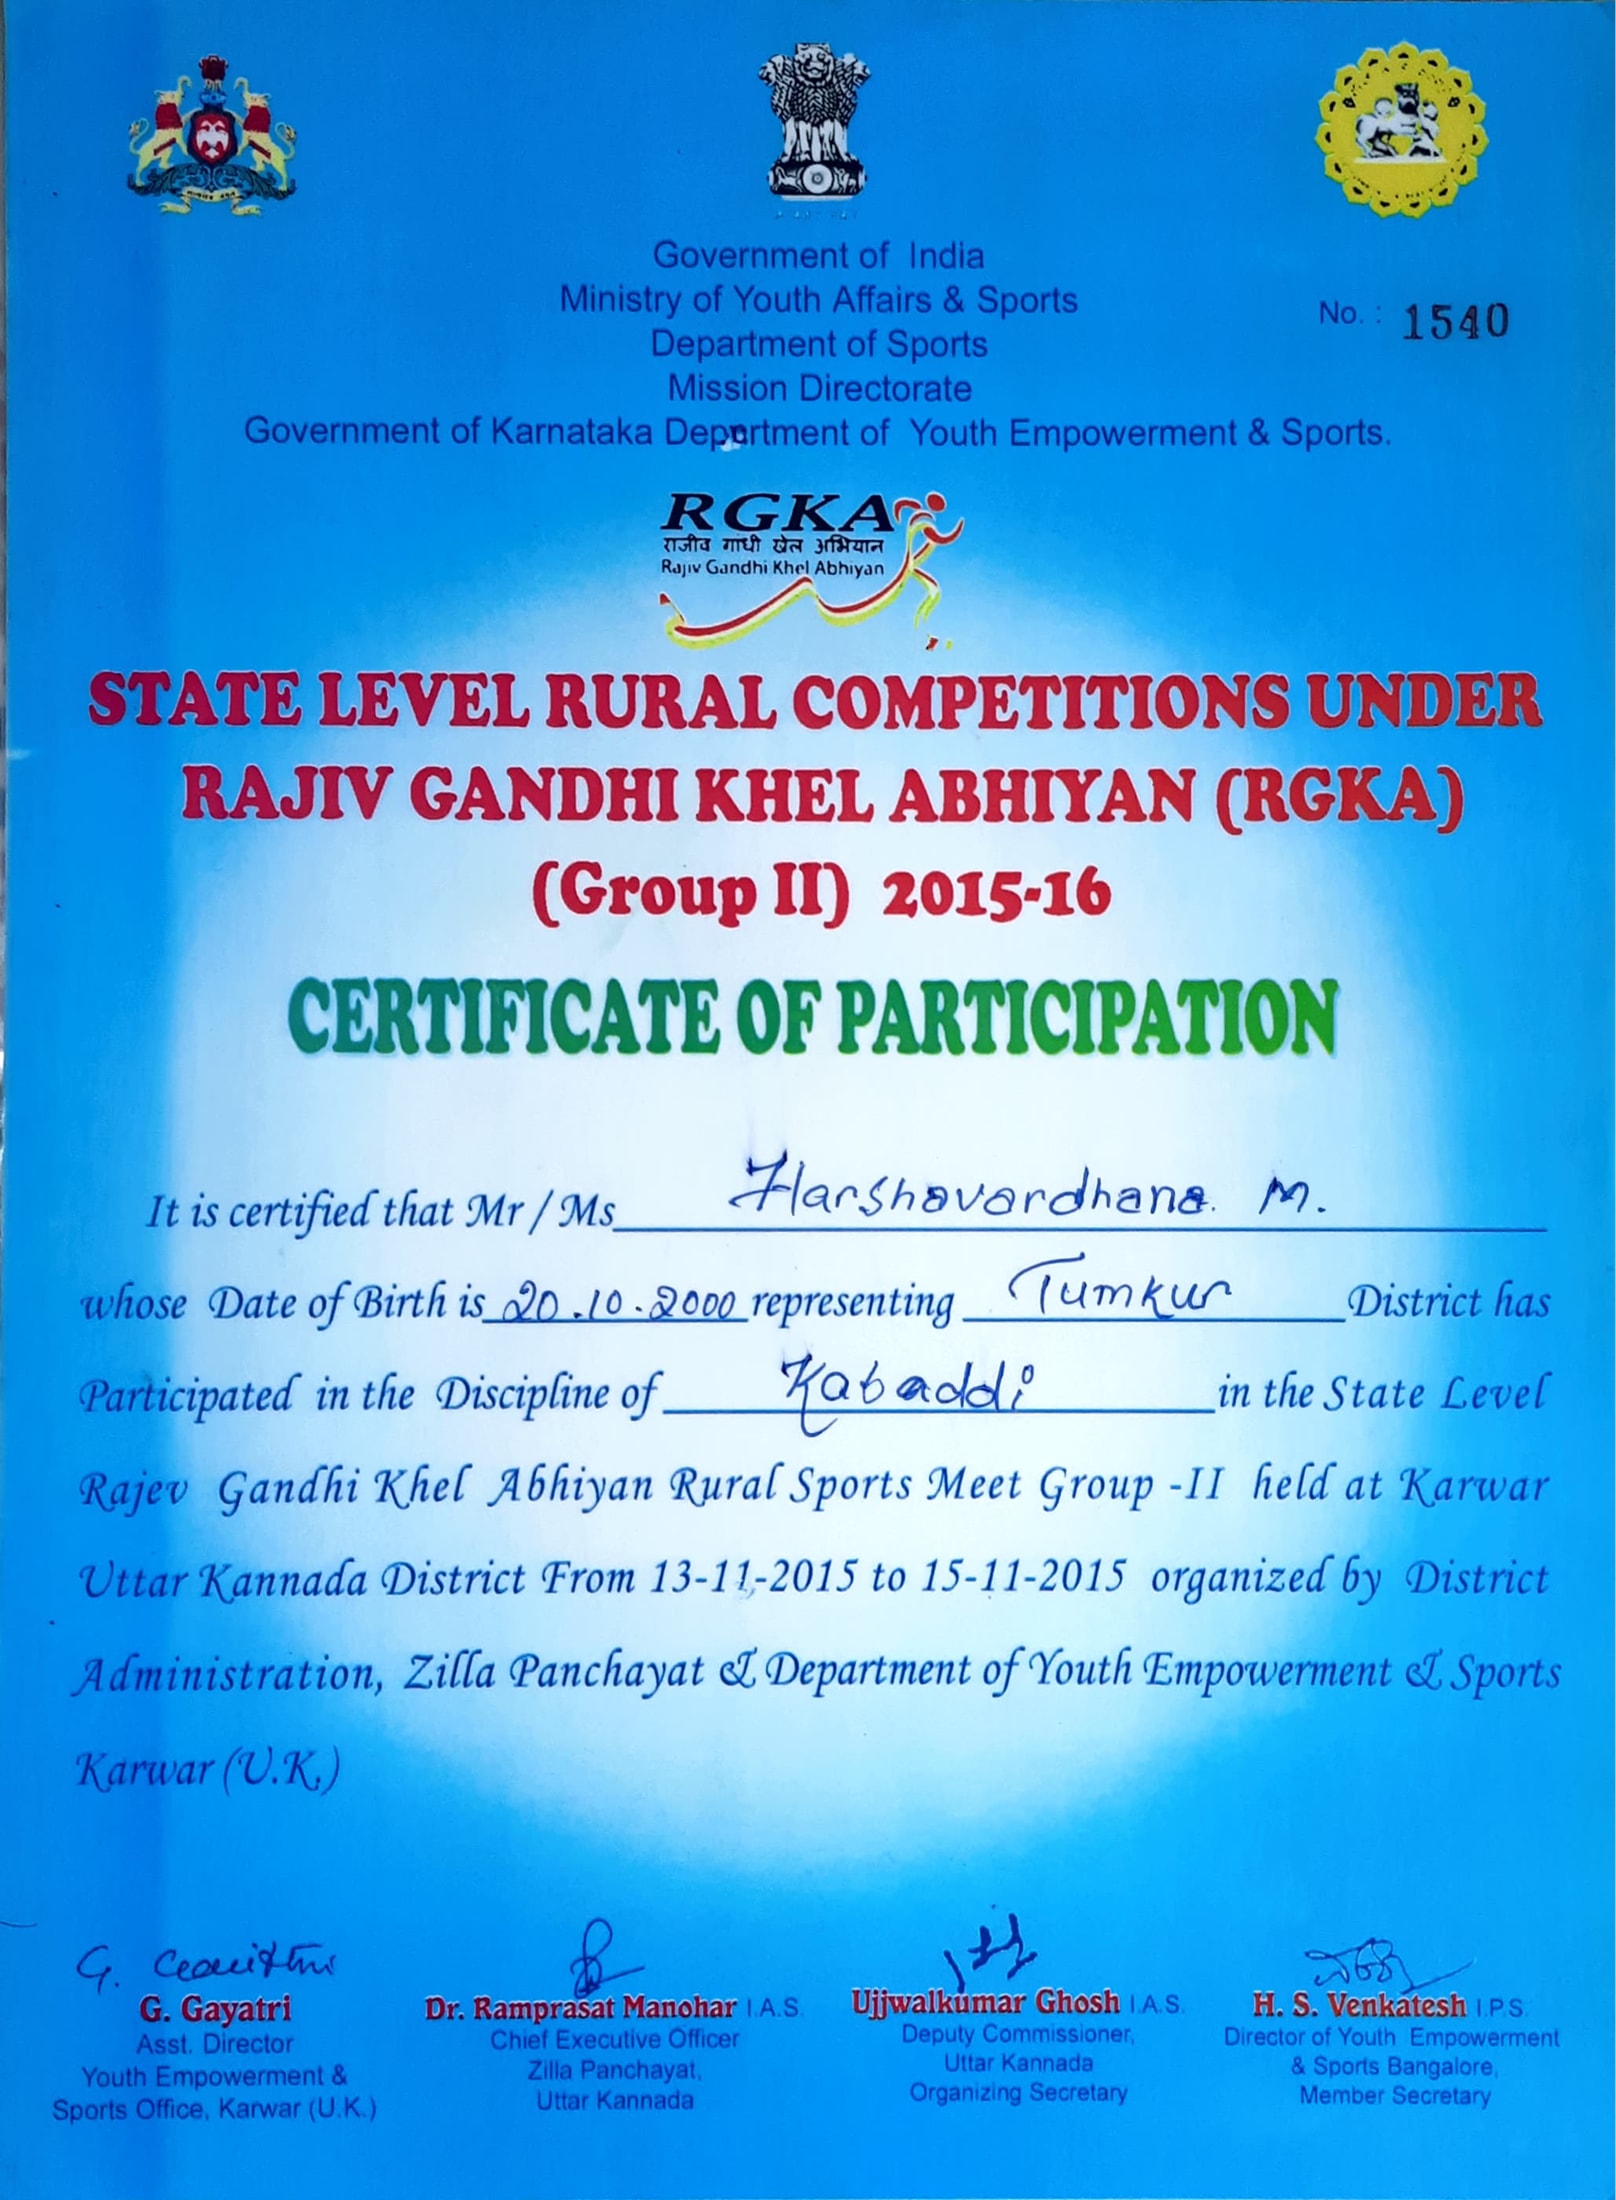 Government of India
Ministry of Youth Affairs & Sports
No. : 1540
Department of Sports
Mission Directorate
Government of Karnataka Department of Youth Empowerment & Sports.
RGKA
राजीव गांधी खेल अभियान
Rajiv Gandhi Khel Abhiyan
STATE LEVEL RURAL COMPETITIONS UNDER
RAJIV GANDHI KHEL ABHIYAN (RGKA)
(Group II) 2015-16
CERTIFICATE OF PARTICIPATION
It is certified that Mr / Ms Harshavardhana. M.
whose Date of Birth is 20.10.2000 representing Tumkur District has
Participated in the Discipline of Kabaddi in the State Level
Rajev Gandhi Khel Abhiyan Rural Sports Meet Group -II held at Karwar
Uttar Kannada District From 13-11-2015 to 15-11-2015 organized by District
Administration, Zilla Panchayat & Department of Youth Empowerment & Sports
Karwar (U.K.)
G. Gayatri
Asst. Director
Youth Empowerment &
Sports Office, Karwar (U.K.)
Dr. Ramprasat Manohar I.A.S.
Chief Executive Officer
Zilla Panchayat,
Uttar Kannada
Ujjwalkumar Ghosh I.A.S.
Deputy Commissioner,
Uttar Kannada
Organizing Secretary
H. S. Venkatesh I.P.S.
Director of Youth Empowerment
& Sports Bangalore,
Member Secretary